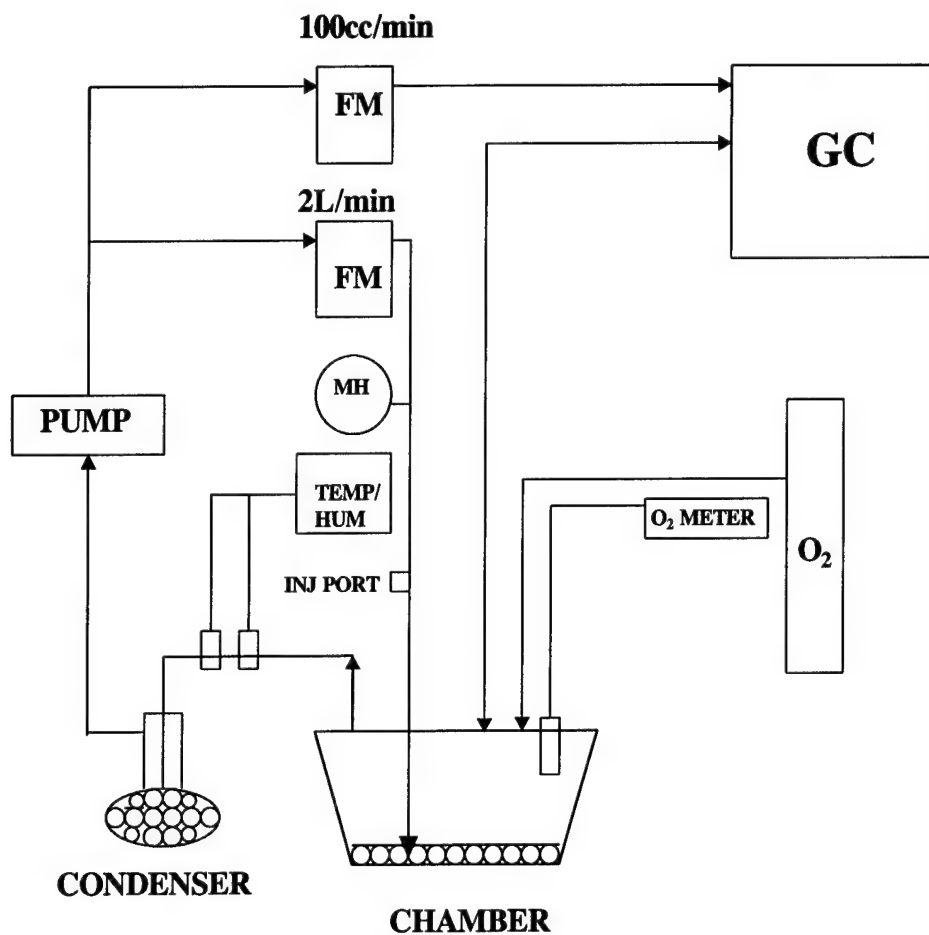 100cc/min
FM
GC
2L/min
FM
MH
PUMP
TEMP/
HUM
O₂ METER
O₂
INJ PORT
CONDENSER
CHAMBER